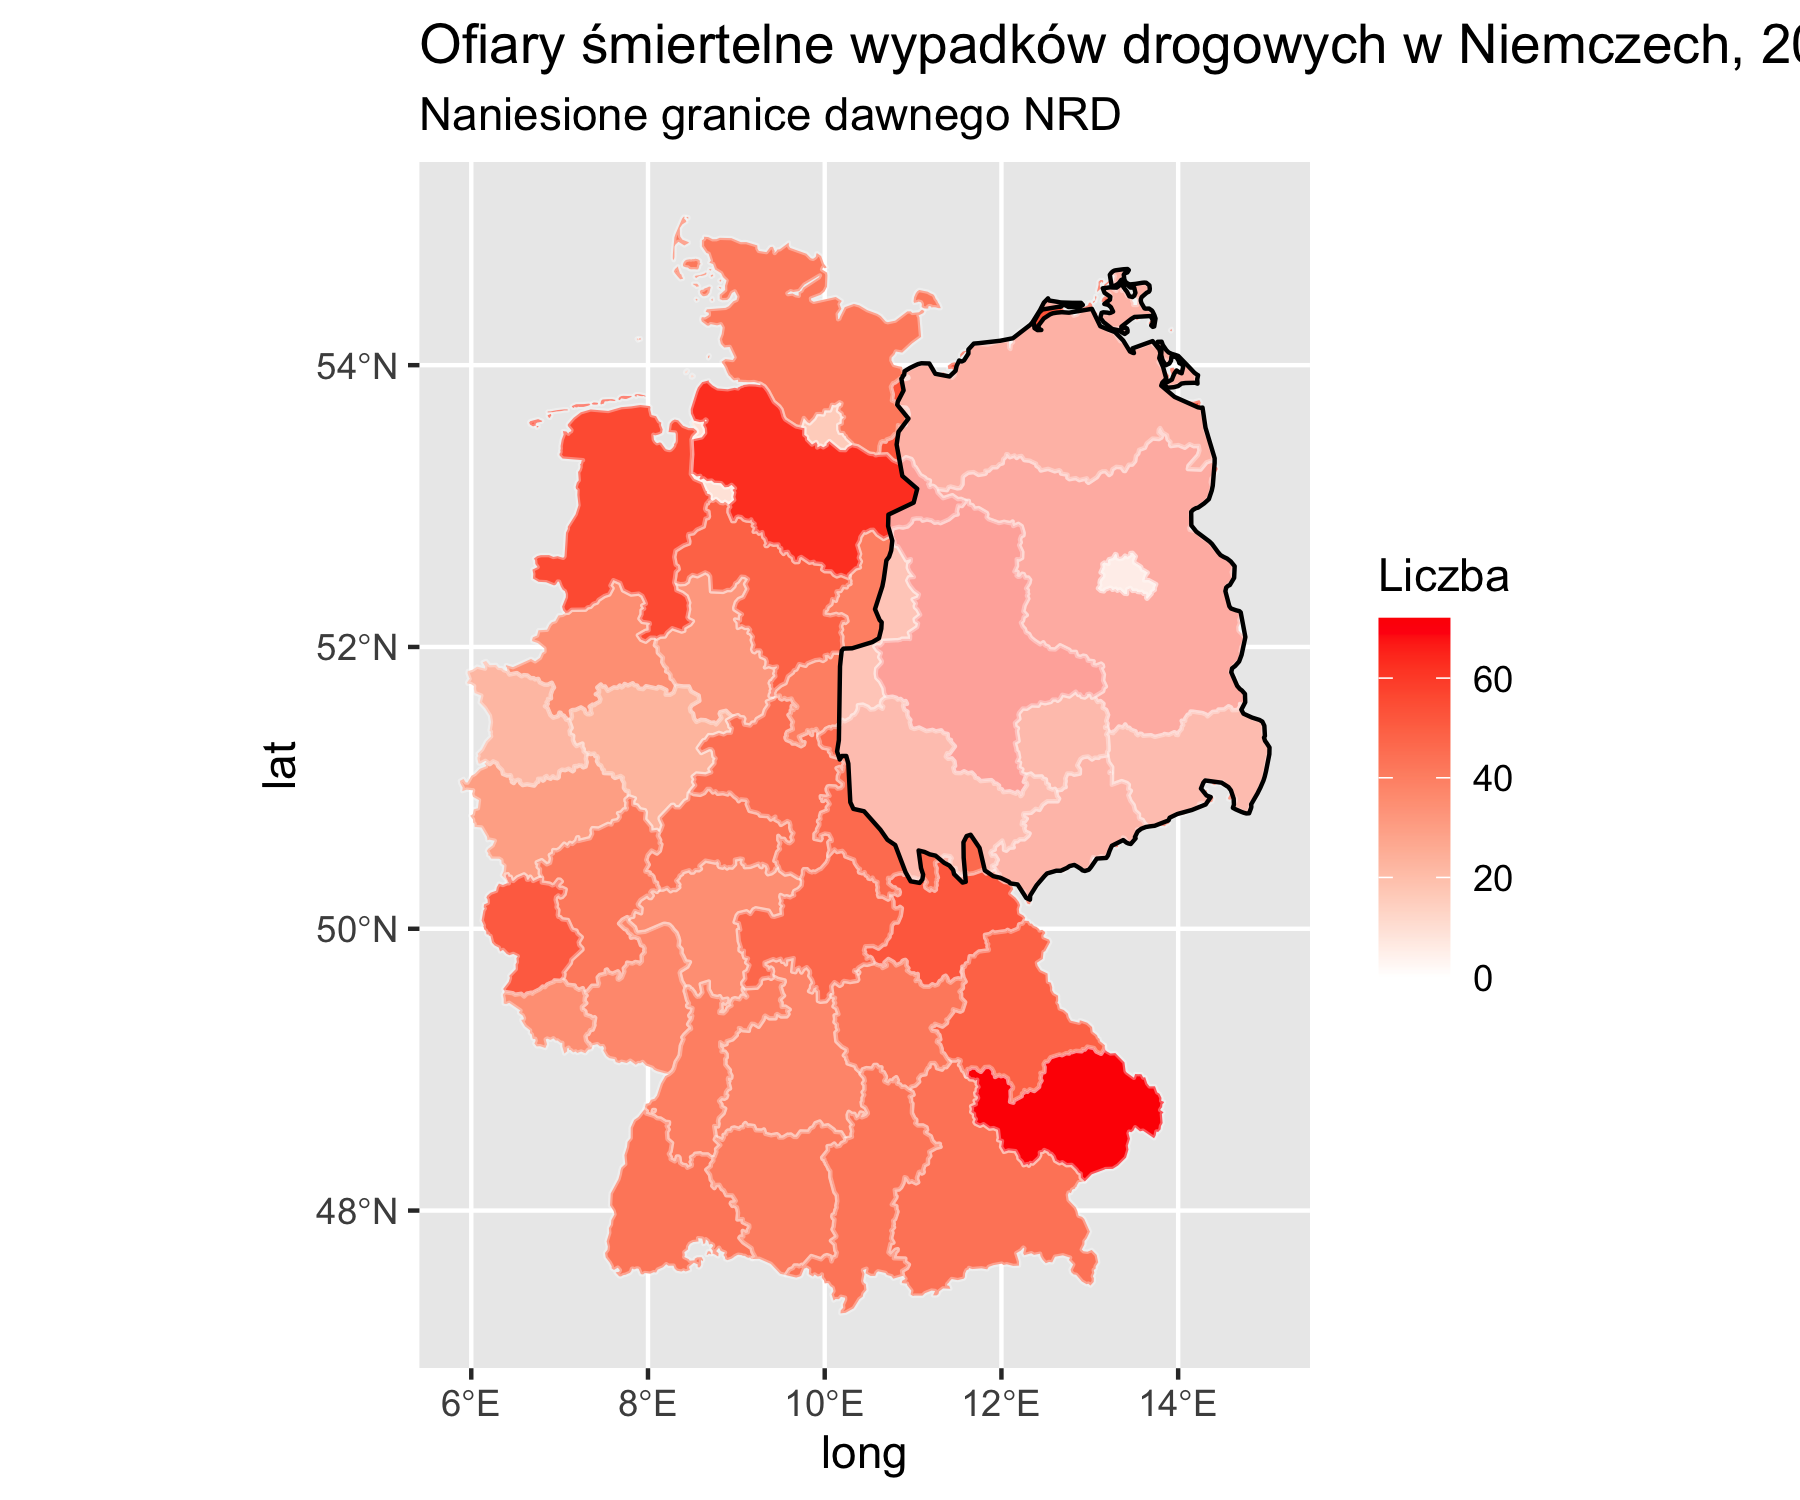 Ofiary śmiertelne wypadków drogowych w Niemczech, 20
Naniesione granice dawnego NRD
54°N
52°N
50°N
48°N
lat
6°E 8°E 10°E 12°E 14°E
long
Liczba
60
40
20
0